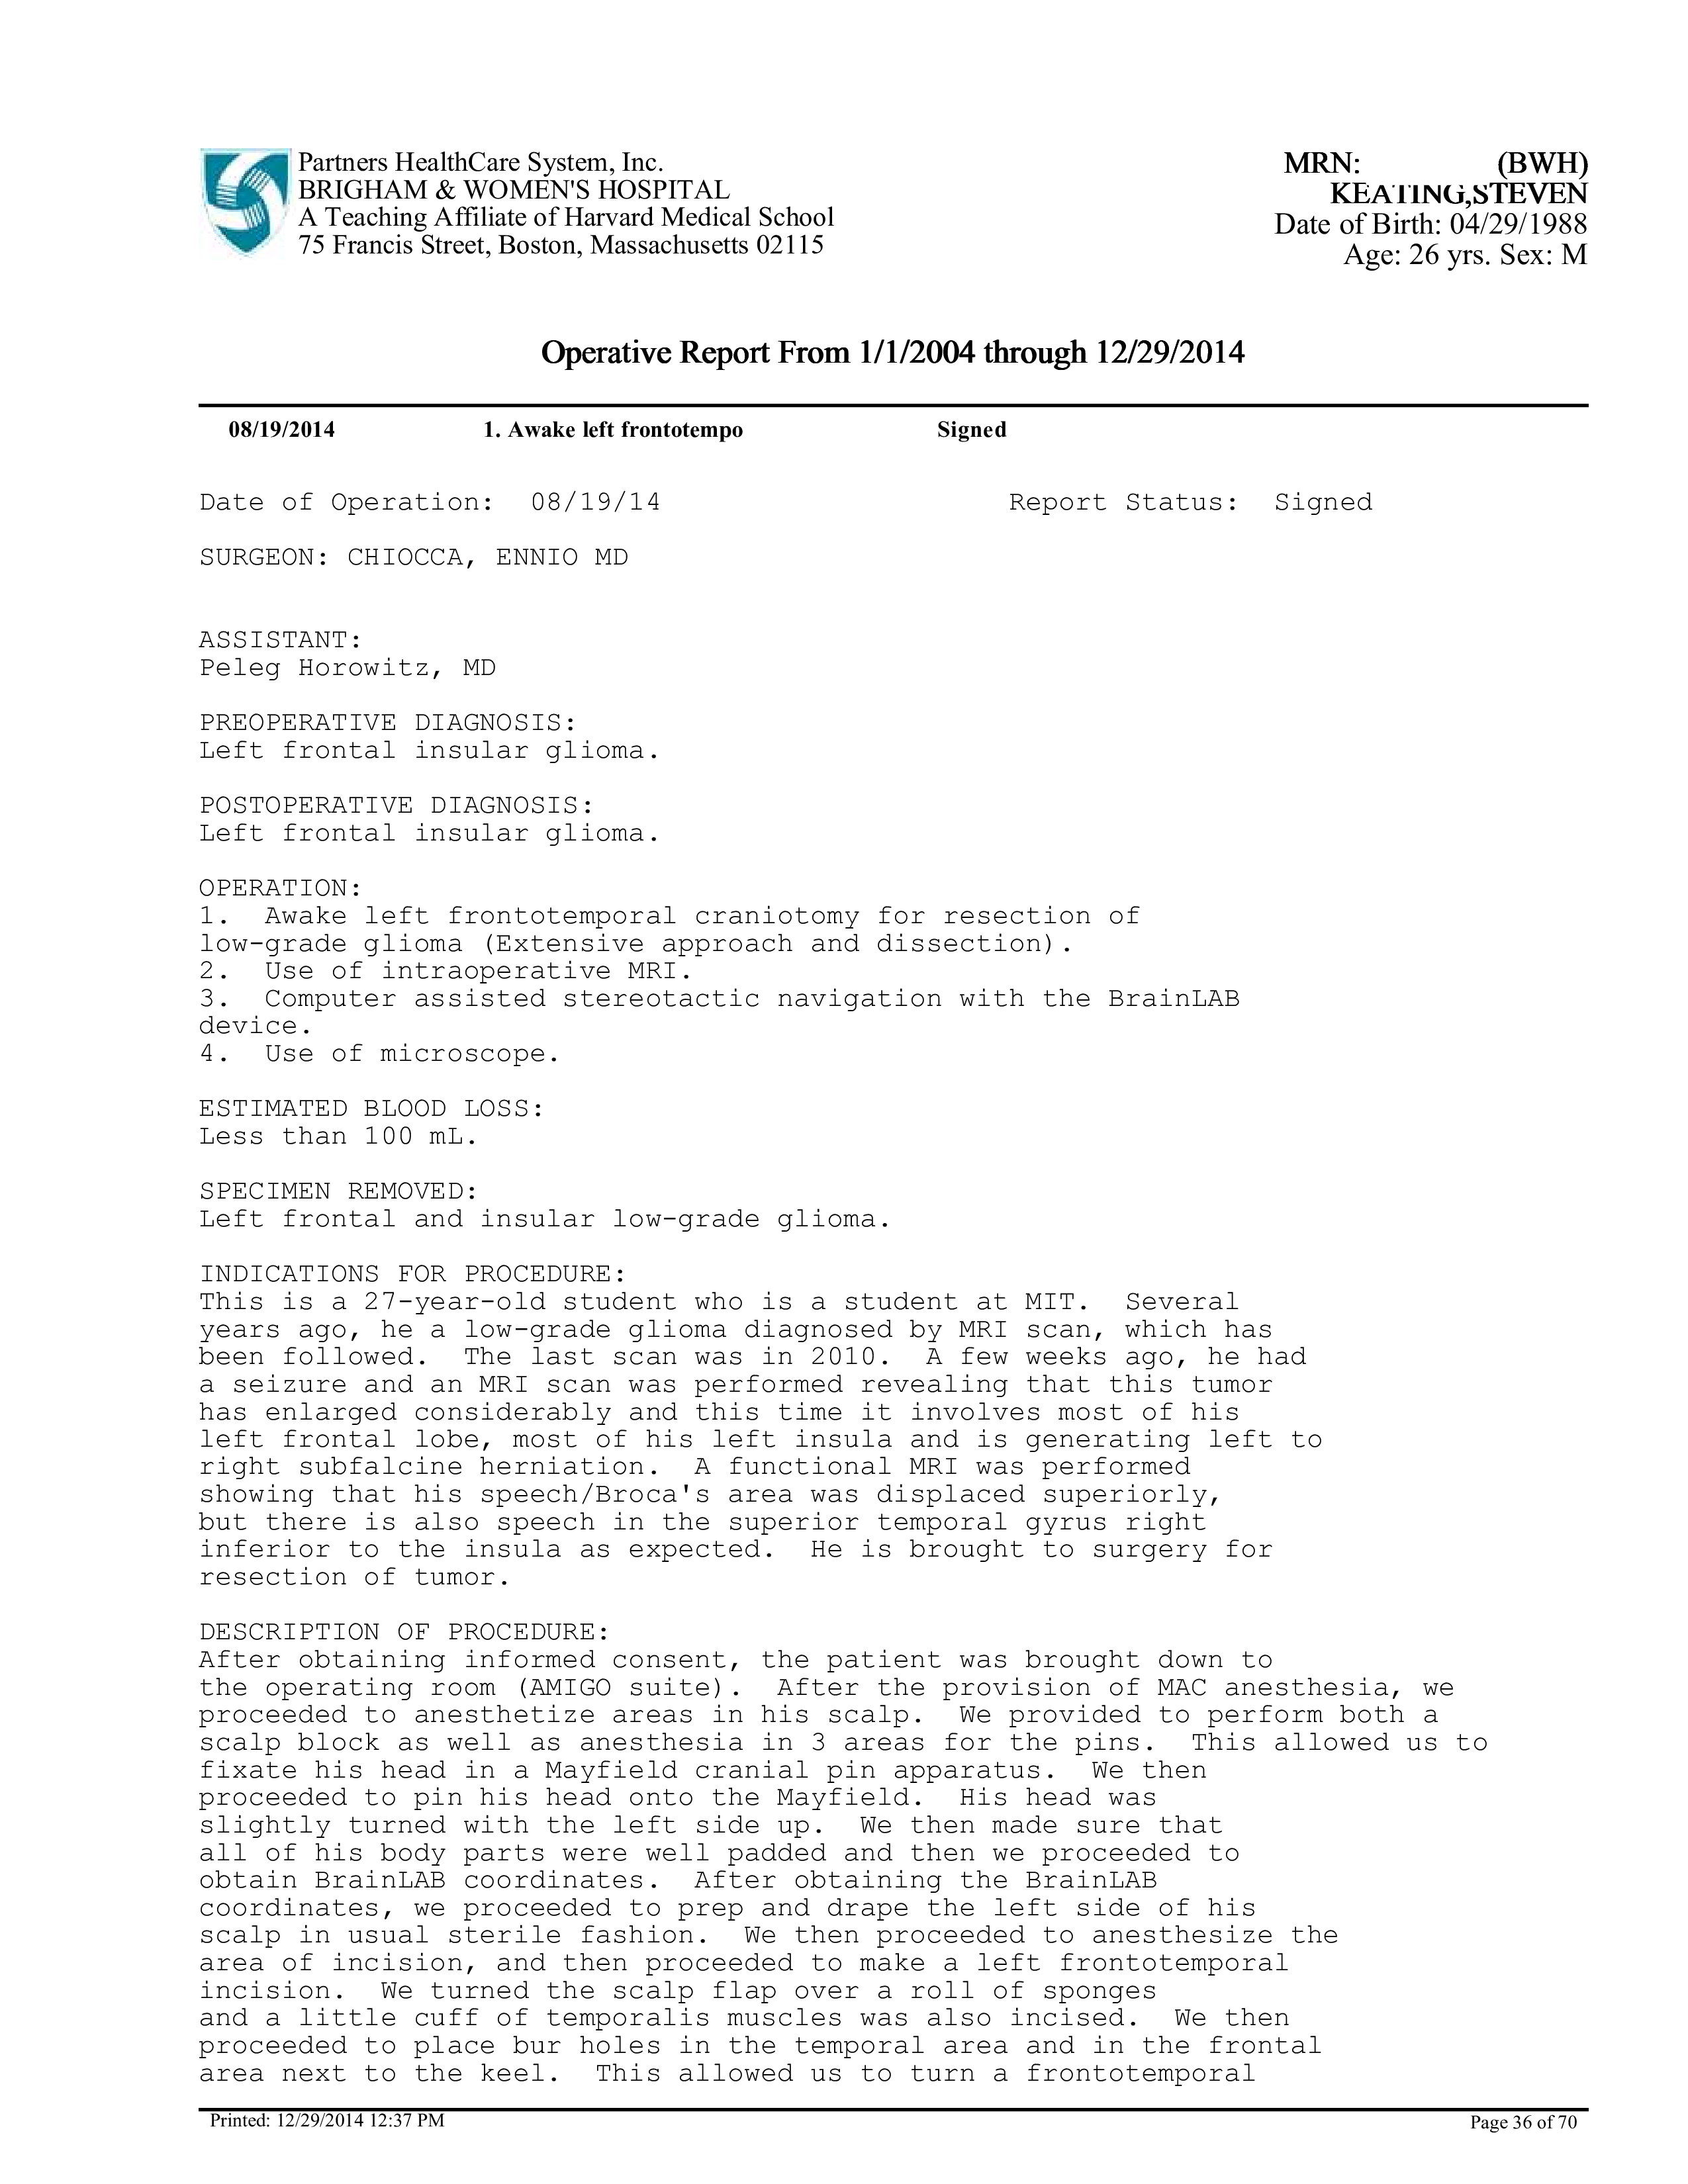 Partners HealthCare System, Inc.
BRIGHAM & WOMEN'S HOSPITAL
A Teaching Affiliate of Harvard Medical School
75 Francis Street, Boston, Massachusetts 02115
MRN: (BWH)
KEATING,STEVEN
Date of Birth: 04/29/1988
Age: 26 yrs. Sex: M
Operative Report From 1/1/2004 through 12/29/2014
08/19/2014 1. Awake left frontotempo Signed
Date of Operation: 08/19/14 Report Status: Signed
SURGEON: CHIOCCA, ENNIO MD
ASSISTANT:
Peleg Horowitz, MD
PREOPERATIVE DIAGNOSIS:
Left frontal insular glioma.
POSTOPERATIVE DIAGNOSIS:
Left frontal insular glioma.
OPERATION:
1. Awake left frontotemporal craniotomy for resection of
low-grade glioma (Extensive approach and dissection).
2. Use of intraoperative MRI.
3. Computer assisted stereotactic navigation with the BrainLAB
device.
4. Use of microscope.
ESTIMATED BLOOD LOSS:
Less than 100 mL.
SPECIMEN REMOVED:
Left frontal and insular low-grade glioma.
INDICATIONS FOR PROCEDURE:
This is a 27-year-old student who is a student at MIT. Several
years ago, he a low-grade glioma diagnosed by MRI scan, which has
been followed. The last scan was in 2010. A few weeks ago, he had
a seizure and an MRI scan was performed revealing that this tumor
has enlarged considerably and this time it involves most of his
left frontal lobe, most of his left insula and is generating left to
right subfalcine herniation. A functional MRI was performed
showing that his speech/Broca's area was displaced superiorly,
but there is also speech in the superior temporal gyrus right
inferior to the insula as expected. He is brought to surgery for
resection of tumor.
DESCRIPTION OF PROCEDURE:
After obtaining informed consent, the patient was brought down to
the operating room (AMIGO suite). After the provision of MAC anesthesia, we
proceeded to anesthetize areas in his scalp. We provided to perform both a
scalp block as well as anesthesia in 3 areas for the pins. This allowed us to
fixate his head in a Mayfield cranial pin apparatus. We then
proceeded to pin his head onto the Mayfield. His head was
slightly turned with the left side up. We then made sure that
all of his body parts were well padded and then we proceeded to
obtain BrainLAB coordinates. After obtaining the BrainLAB
coordinates, we proceeded to prep and drape the left side of his
scalp in usual sterile fashion. We then proceeded to anesthesize the
area of incision, and then proceeded to make a left frontotemporal
incision. We turned the scalp flap over a roll of sponges
and a little cuff of temporalis muscles was also incised. We then
proceeded to place bur holes in the temporal area and in the frontal
area next to the keel. This allowed us to turn a frontotemporal
Printed: 12/29/2014 12:37 PM Page 36 of 70